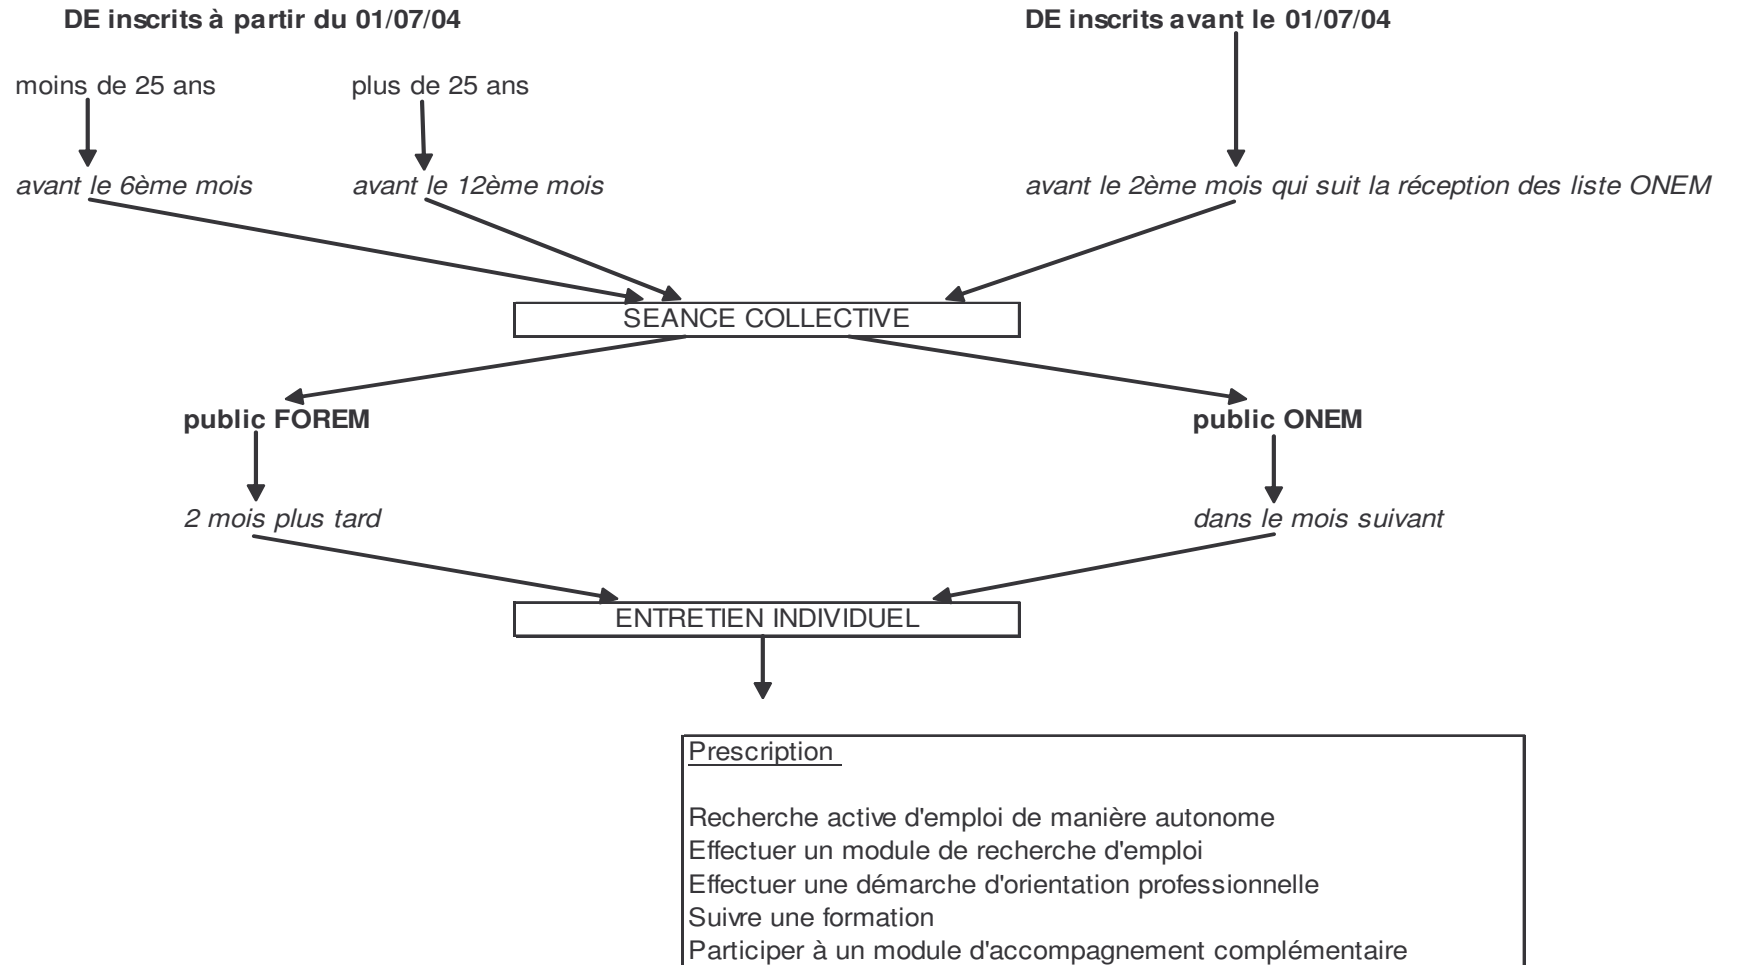 DE inscrits à partir du 01/07/04
DE inscrits avant le 01/07/04
moins de 25 ans
plus de 25 ans
avant le 6ème mois
avant le 12ème mois
avant le 2ème mois qui suit la réception des liste ONEM
SEANCE COLLECTIVE
public FOREM
public ONEM
2 mois plus tard
dans le mois suivant
ENTRETIEN INDIVIDUEL
Prescription
Recherche active d'emploi de manière autonome
Effectuer un module de recherche d'emploi
Effectuer une démarche d'orientation professionnelle
Suivre une formation
Participer à un module d'accompagnement complémentaire